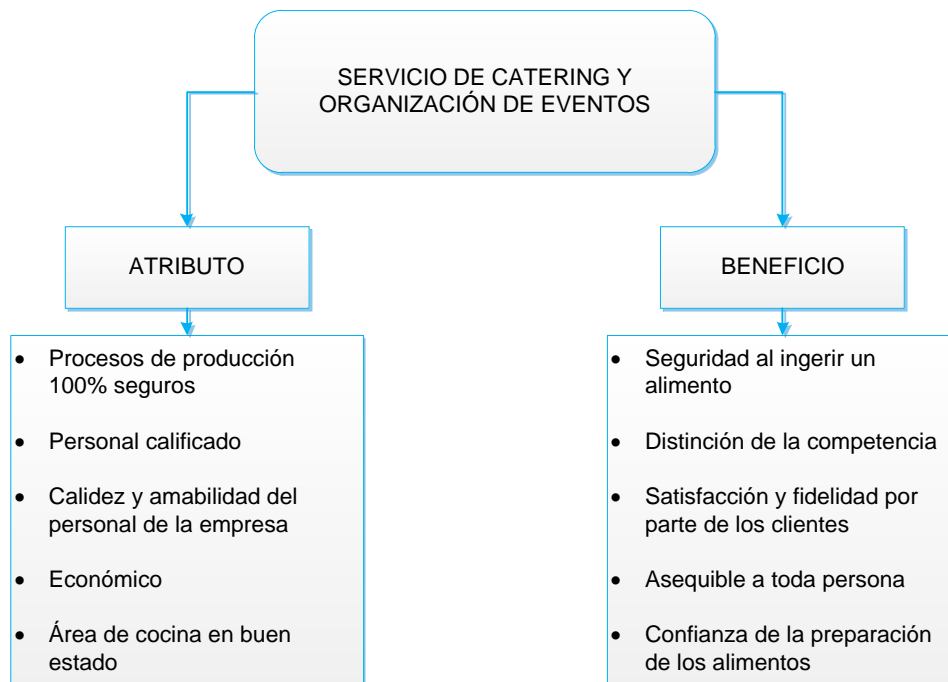 SERVICIO DE CATERING Y
ORGANIZACIÓN DE EVENTOS
ATRIBUTO
• Procesos de producción
100% seguros
• Personal calificado
• Calidez y amabilidad del
personal de la empresa
• Económico
• Área de cocina en buen
estado
BENEFICIO
• Seguridad al ingerir un
alimento
• Distinción de la competencia
• Satisfacción y fidelidad por
parte de los clientes
• Asequible a toda persona
• Confianza de la preparación
de los alimentos